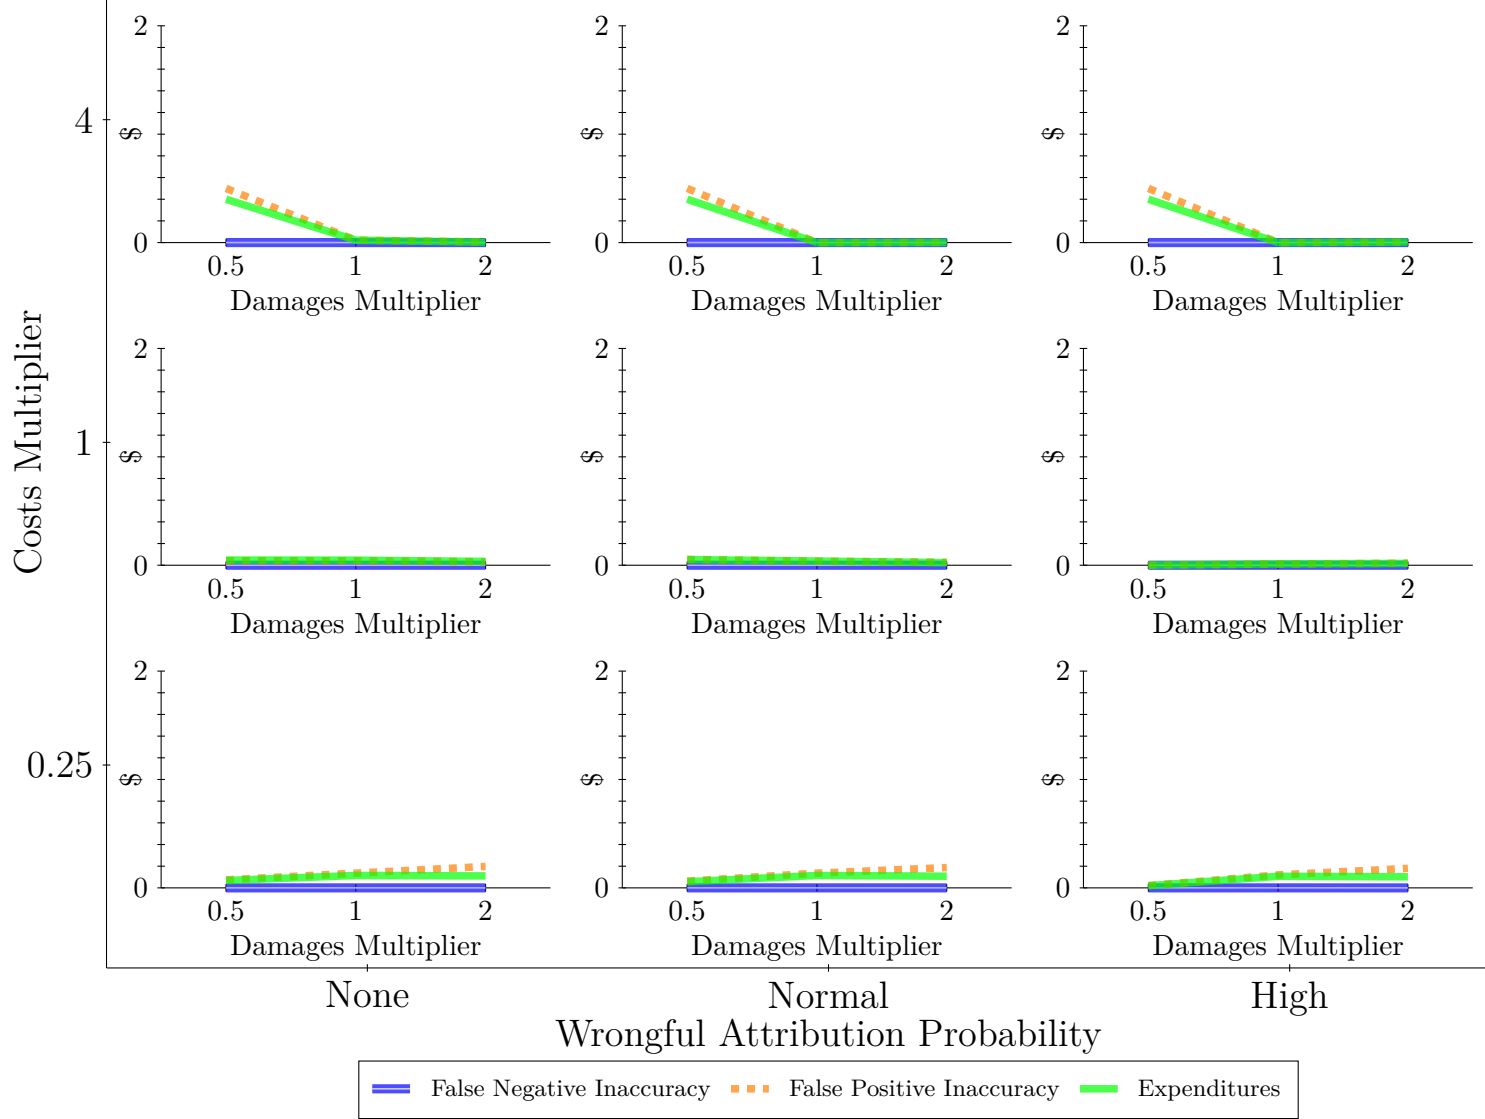 2 2 2
4 $ $ $
0 0 0
0.5 1 2 0.5 1 2 0.5 1 2
Damages Multiplier Damages Multiplier Damages Multiplier
Costs Multiplier
2 2 2
1 $ $ $
0 0 0
0.5 1 2 0.5 1 2 0.5 1 2
Damages Multiplier Damages Multiplier Damages Multiplier
2 2 2
0.25 $ $ $
0 0 0
0.5 1 2 0.5 1 2 0.5 1 2
Damages Multiplier Damages Multiplier Damages Multiplier
None Normal High
Wrongful Attribution Probability
False Negative Inaccuracy False Positive Inaccuracy Expenditures